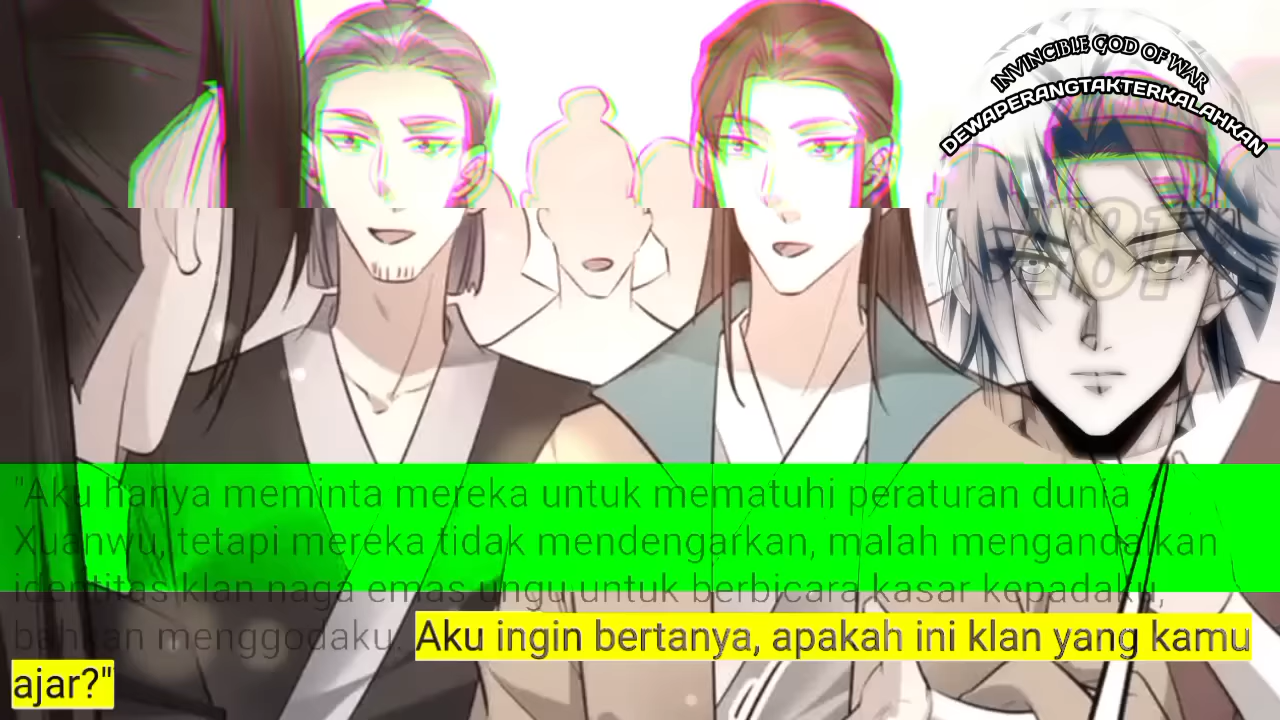 INVINCIBLE GOD OF WAR
DEWAPERANGTAKTERKALAHKAN
"Aku hanya meminta mereka untuk mematuhi peraturan dunia
Xuanwu, tetapi mereka tidak mendengarkan, malah mengandalkan
identitas klan naga emas ungu untuk berbicara kasar kepadaku,
bahkan menggodaku. Aku ingin bertanya, apakah ini klan yang kamu
ajar?"